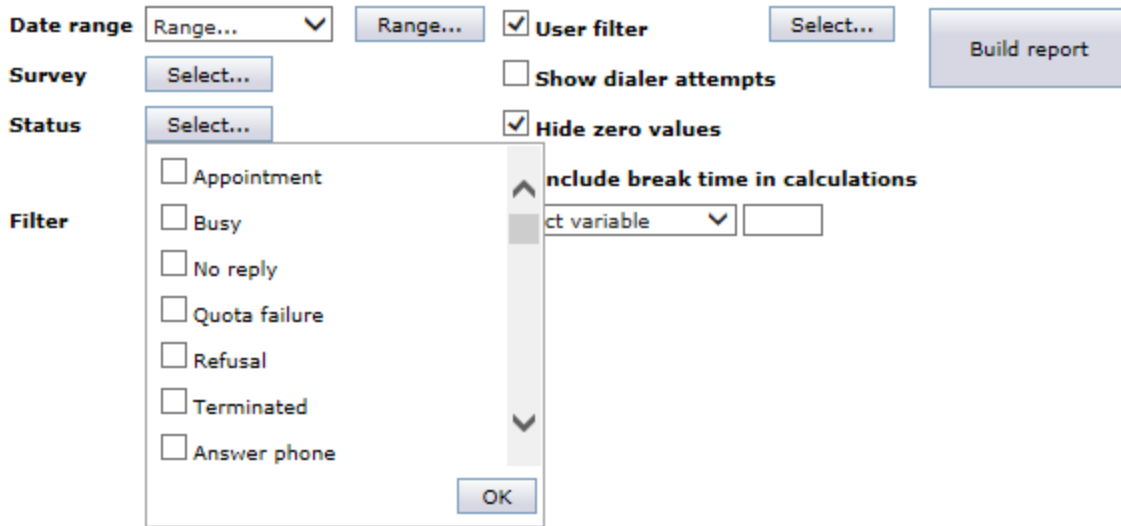 Date range Range... Range... User filter Select... Build report
Survey Select... Show dialer attempts
Status Select... Hide zero values
Appointment nclude break time in calculations
Filter Busy ct variable
No reply
Quota failure
Refusal
Terminated
Answer phone
OK